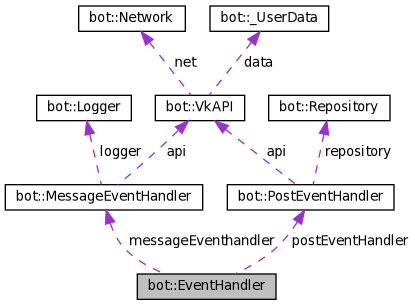 bot::Network
bot::_UserData
net
data
bot::Logger
bot::VkAPI
bot::Repository
logger
api
api
repository
bot::MessageEventHandler
bot::PostEventHandler
messageEventhandler
postEventHandler
bot::EventHandler